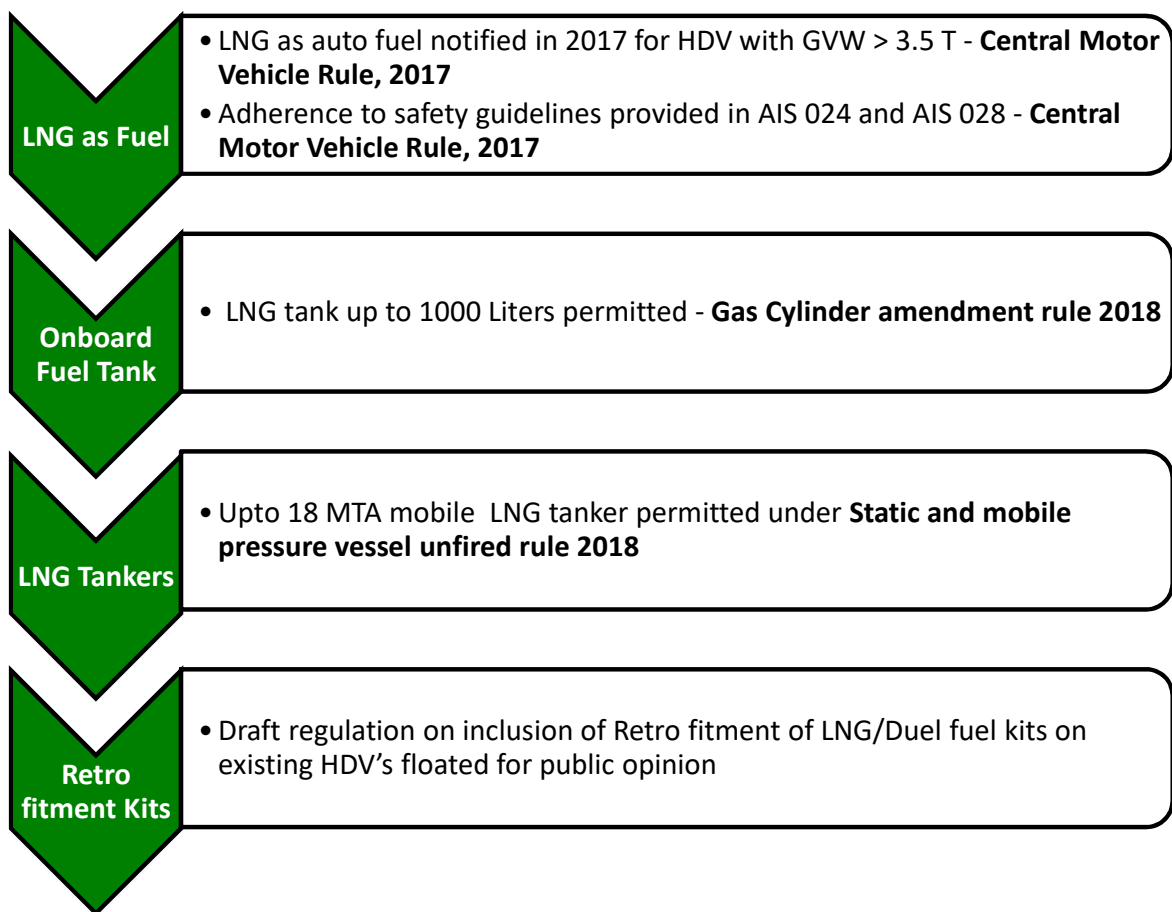 LNG as Fuel
• LNG as auto fuel notified in 2017 for HDV with GVW > 3.5 T - Central Motor
Vehicle Rule, 2017
• Adherence to safety guidelines provided in AIS 024 and AIS 028 - Central
Motor Vehicle Rule, 2017
Onboard
Fuel Tank
• LNG tank up to 1000 Liters permitted - Gas Cylinder amendment rule 2018
LNG Tankers
• Upto 18 MTA mobile LNG tanker permitted under Static and mobile
pressure vessel unfired rule 2018
Retro
fitment Kits
• Draft regulation on inclusion of Retro fitment of LNG/Duel fuel kits on
existing HDV's floated for public opinion